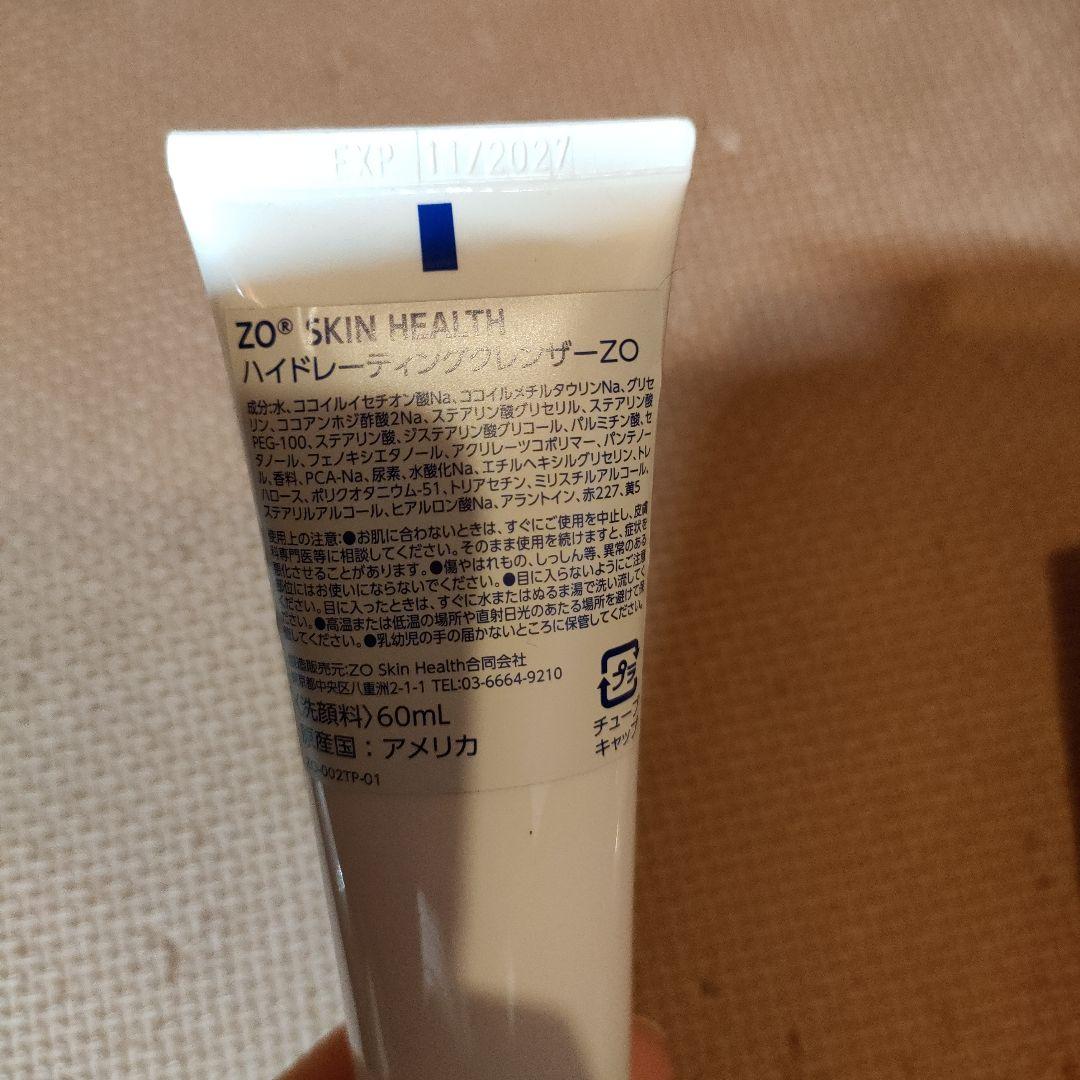 EXP 11/2027
ZO® SKIN HEALTH
ハイドレーティングクレンザーZO
成分:水、ココイルイセチオン酸Na、ココイルメチルタウリンNa、グリセ
リン、ココアンホジ酢酸2Na、ステアリン酸グリセリル、ステアリン酸
PEG-100、ステアリン酸、ジステアリン酸グリコール、パルミチン酸、セ
タノール、フェノキシエタノール、アクリレーツコポリマー、パンテノー
ル、香料、PCA-Na、尿素、水酸化Na、エチルヘキシルグリセリン、トレ
ハロース、ポリクオタニウム-51、トリアセチン、ミリスチルアルコール、
ステアリルアルコール、ヒアルロン酸Na、アラントイン、赤227、黄5
使用上の注意:●お肌に合わないときは、すぐにご使用を中止し、皮膚
科専門医等に相談してください。そのまま使用を続けますと、症状を
悪化させることがあります。●傷やはれもの、しっしん等、異常のある
部位にはお使いにならないでください。●目に入らないようにご注意
ください。目に入ったときは、すぐに水またはぬるま湯で洗い流してく
ださい。●高温または低温の場所や直射日光のあたる場所を避けて保
管してください。●乳幼児の手の届かないところに保管してください。
製造販売元:ZO Skin Health合同会社
東京都中央区八重洲2-1-1 TEL:03-6664-9210
〈洗顔料〉60mL
原産国:アメリカ
プラ
チューブ
キャップ
-002TP-01